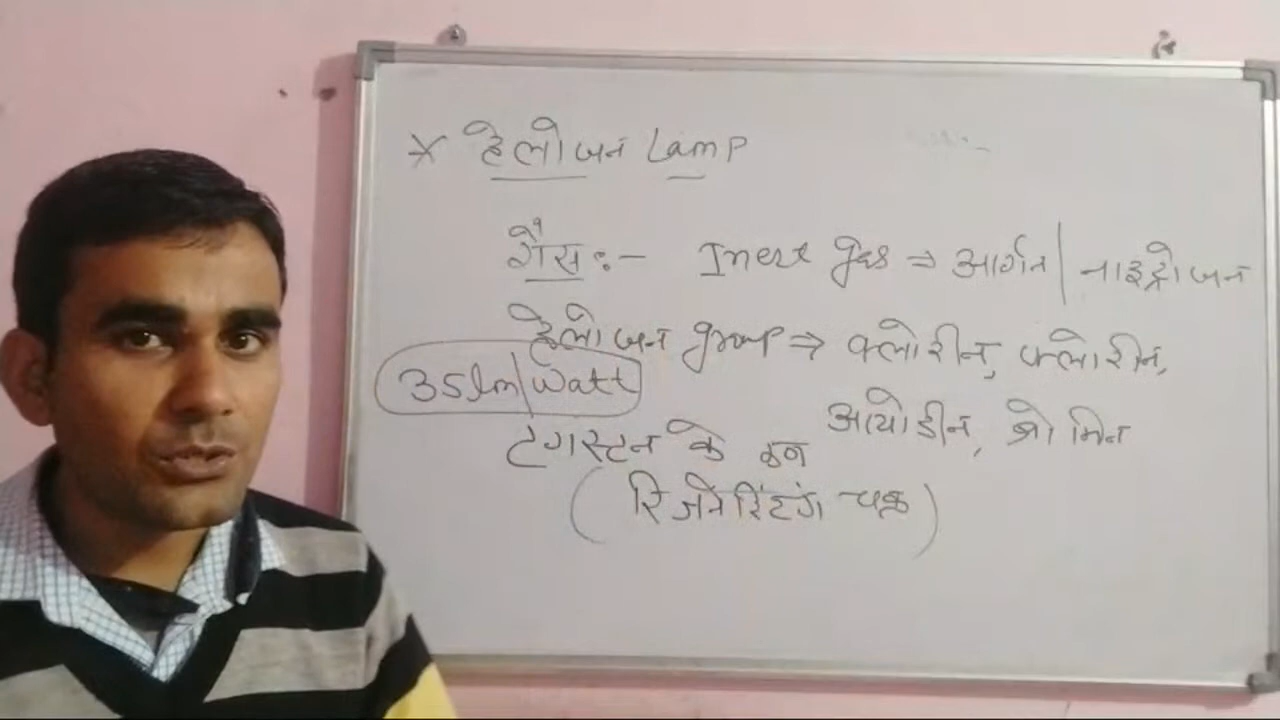 * हेलोजन Lamp
गैस :- Inert gas ⇒ आर्गन | नाइट्रोजन
हेलोजन group ⇒ क्लोरीन, फ्लोरीन,
35lm/watt
आयोडीन, ब्रोमिन
टंगस्टन के कण
(रिजनेरिटिंग चक्र)